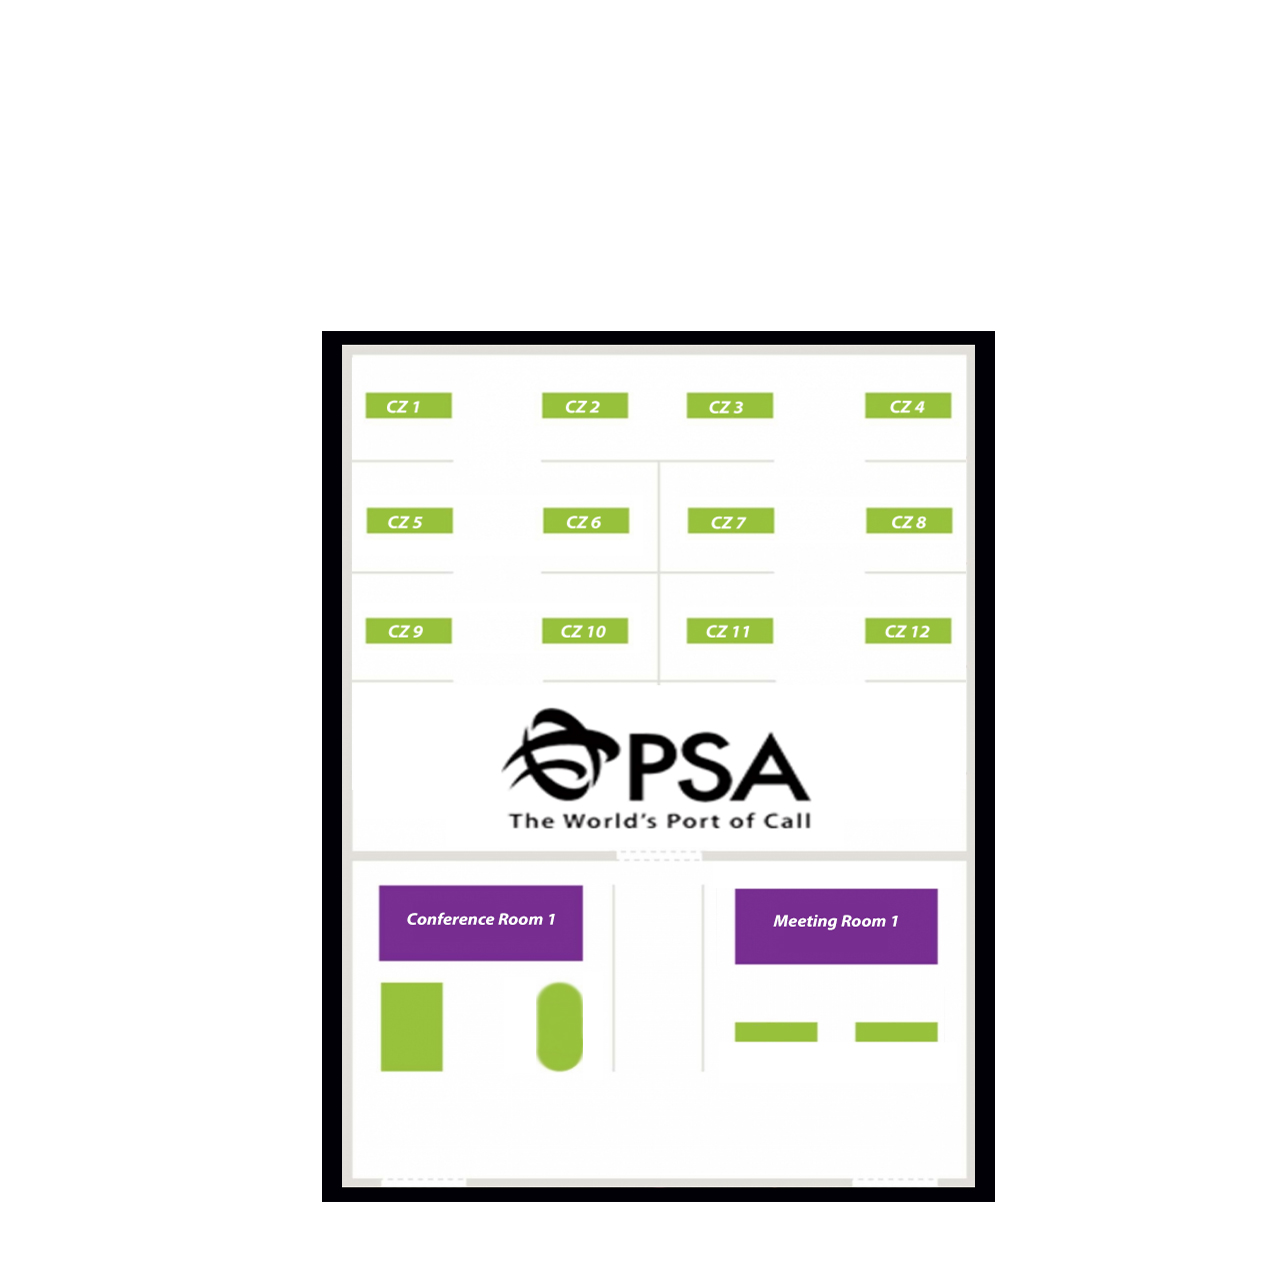 CZ 1
CZ 2
CZ 3
CZ 4
CZ 5
CZ 6
CZ 7
CZ 8
CZ 9
CZ 10
CZ 11
CZ 12
PSA
The World's Port of Call
Conference Room 1
Meeting Room 1